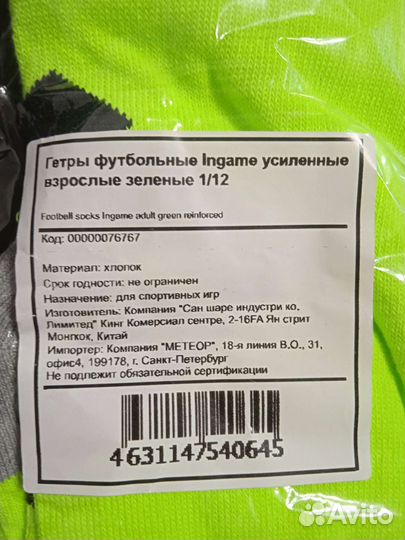 Гетры футбольные Ingame усиленные
взрослые зеленые 1/12
Football socks Ingame adult green reinforced
Код: 00000076767
Материал: хлопок
Срок годности: не ограничен
Назначение: для спортивных игр
Изготовитель: Компания "Сан шаре индустри ко,
Лимитед" Кинг Комерсиал сентре, 2-16FA Ян стрит
Монгкок, Китай
Импортер: Компания "МЕТЕОР", 18-я линия В.О., 31,
офис4, 199178, г. Санкт-Петербург
Не подлежит обязательной сертификации
4631147540645
Avito